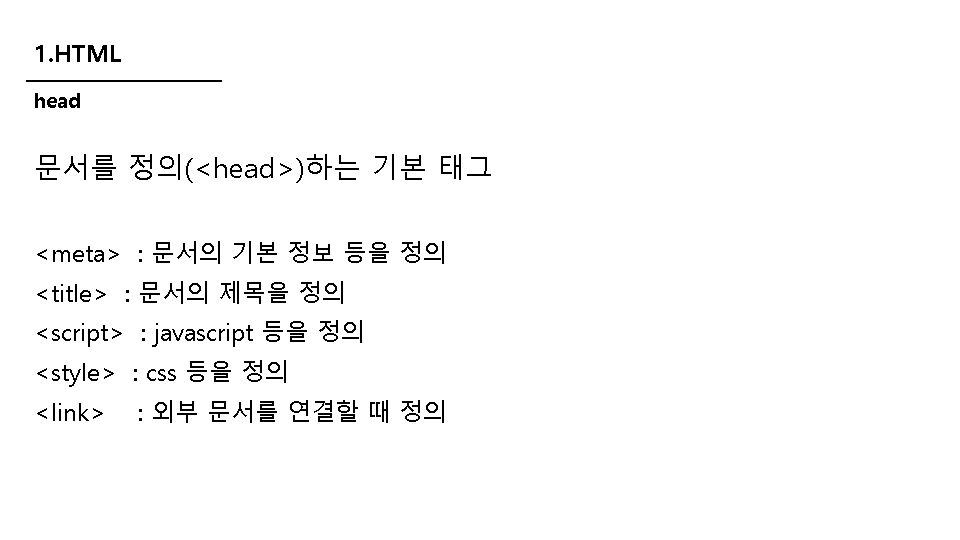 1.HTML
head
문서를 정의(<head>)하는 기본 태그
<meta> : 문서의 기본 정보 등을 정의
<title> : 문서의 제목을 정의
<script> : javascript 등을 정의
<style> : css 등을 정의
<link> : 외부 문서를 연결할 때 정의